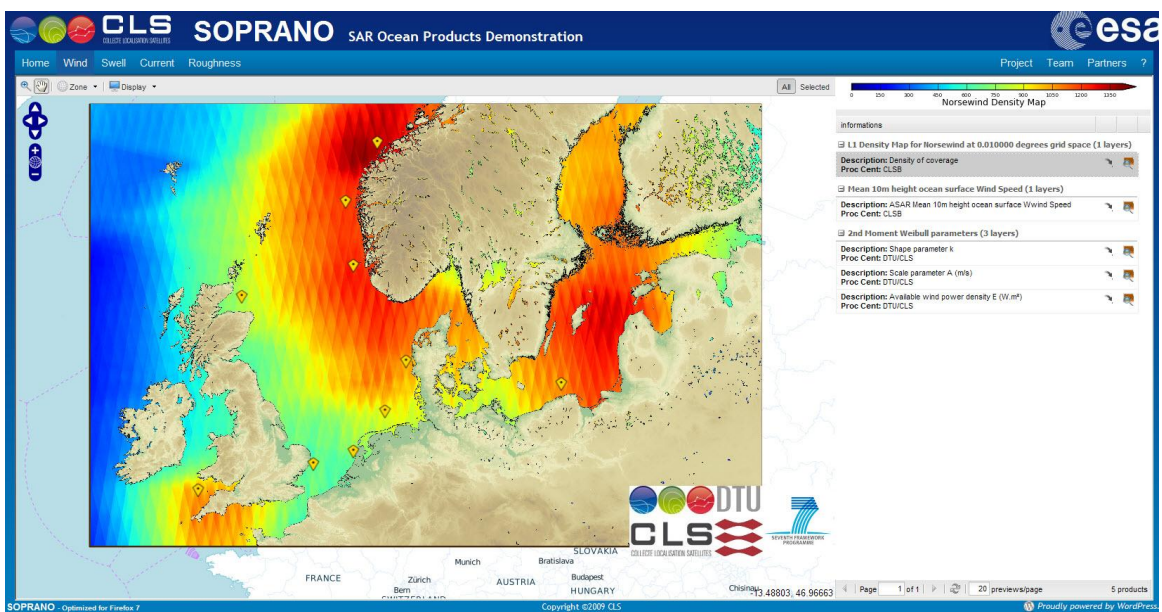 CLS
COLLECTE LOCALISATION SATELLITES
SOPRANO SAR Ocean Products Demonstration
esa
Home Wind Swell Current Roughness Project Team Partners ?
Zone Display All Selected
0 150 300 450 600 750 900 1050 1200 1350
Norsewind Density Map
informations
L1 Density Map for Norsewind at 0.010000 degrees grid space (1 layers)
Description: Density of coverage
Proc Cent: CLSB
Mean 10m height ocean surface Wind Speed (1 layers)
Description: ASAR Mean 10m height ocean surface Wwind Speed
Proc Cent: CLSB
2nd Moment Weibull parameters (3 layers)
Description: Shape parameter k
Proc Cent: DTU/CLS
Description: Scale parameter A (m/s)
Proc Cent: DTU/CLS
Description: Available wind power density E (W.m²)
Proc Cent: DTU/CLS
DTU
CLS
COLLECTE LOCALISATION SATELLITES
SEVENTH FRAMEWORK
PROGRAMME
SLOVAKIA
Munich Bratislava
FRANCE Zürich AUSTRIA Budapest
Bern HUNGARY Chisinau
13.48803, 46.96663
Page 1 of 1 20 previews/page 5 products
SOPRANO - Optimized for Firefox 7 Copyright ©2009 CLS Proudly powered by WordPress